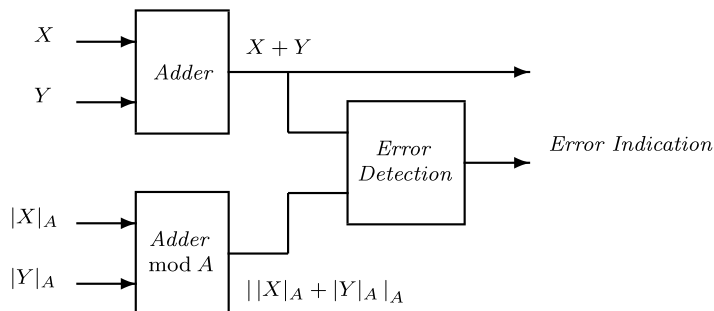 X
Y
Adder
X + Y
Error
Detection
Error Indication
|X|_A
|Y|_A
Adder
mod A
| |X|_A + |Y|_A |_A